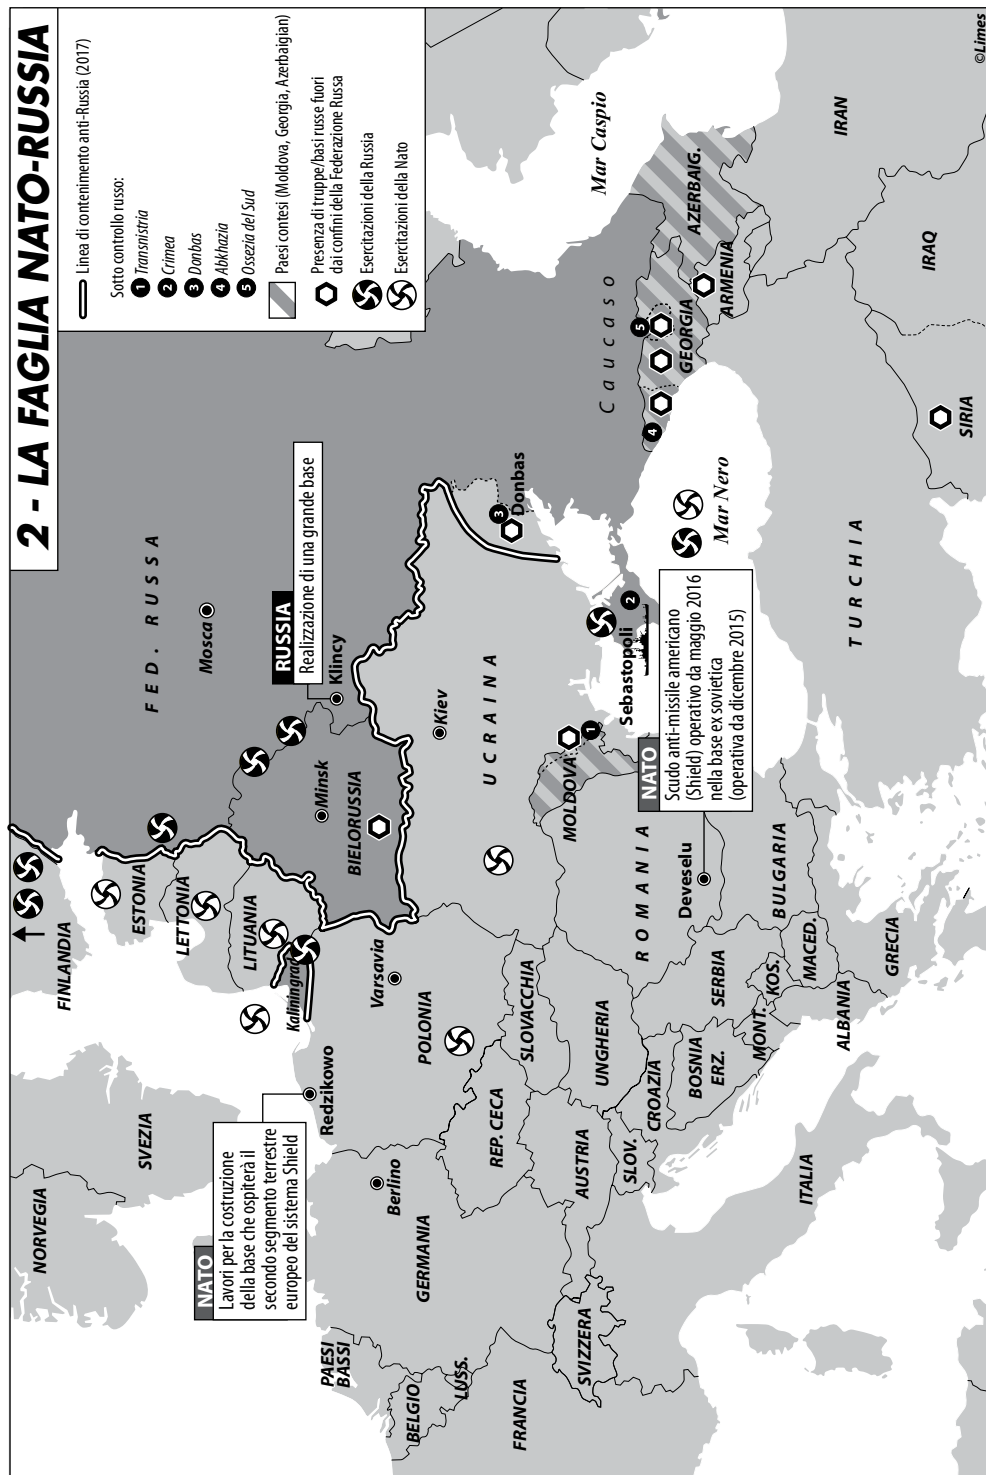 2 - LA FAGLIA NATO-RUSSIA
Linea di contenimento anti-Russia (2017)
Sotto controllo russo:
1 Transnistria
2 Crimea
3 Donbas
4 Abkhazia
5 Ossezia del Sud
Paesi contesi (Moldova, Georgia, Azerbaigian)
Presenza di truppe/basi russe fuori
dai confini della Federazione Russa
Esercitazioni della Russia
Esercitazioni della Nato
NORVEGIA
SVEZIA
FINLANDIA
ESTONIA
LETTONIA
LITUANIA
Kaliningrad
FED. RUSSA
Mosca
RUSSIA
Realizzazione di una grande base
Klincy
Minsk
BIELORUSSIA
NATO
Lavori per la costruzione
della base che ospiterà il
secondo segmento terrestre
europeo del sistema Shield
Redzikowo
Varsavia
POLONIA
Berlino
GERMANIA
PAESI
BASSI
BELGIO
LUSS.
FRANCIA
SVIZZERA
REP. CECA
SLOVACCHIA
AUSTRIA
UNGHERIA
SLOV.
CROAZIA
BOSNIA
ERZ.
SERBIA
MONT.
KOS.
MACED.
ALBANIA
GRECIA
ITALIA
Kiev
UCRAINA
3
Donbas
MOLDOVA
1
ROMANIA
Deveselu
BULGARIA
Sebastopoli
2
NATO
Scudo anti-missile americano
(Shield) operativo da maggio 2016
nella base ex sovietica
(operativa da dicembre 2015)
Mar Nero
TURCHIA
Caucaso
4
5
GEORGIA
ARMENIA
AZERBAIG.
Mar Caspio
IRAN
IRAQ
SIRIA
©Limes